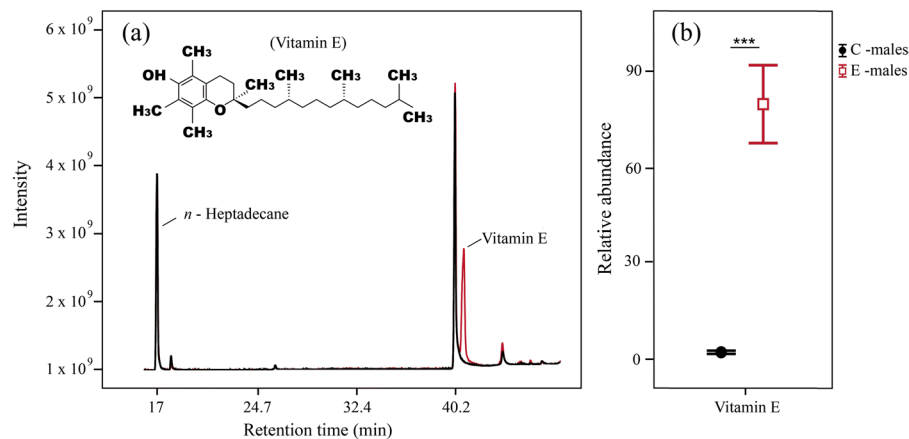 (a)
(Vitamin E)
CH₃
OH
H₃C
CH₃
O
CH₃
CH₃
CH₃
CH₃
CH₃
n - Heptadecane
Vitamin E
6 x 10⁹
5 x 10⁹
4 x 10⁹
3 x 10⁹
2 x 10⁹
1 x 10⁹
Intensity
17 24.7 32.4 40.2
Retention time (min)
(b)
***
90
60
30
0
Relative abundance
Vitamin E
C -males
E -males